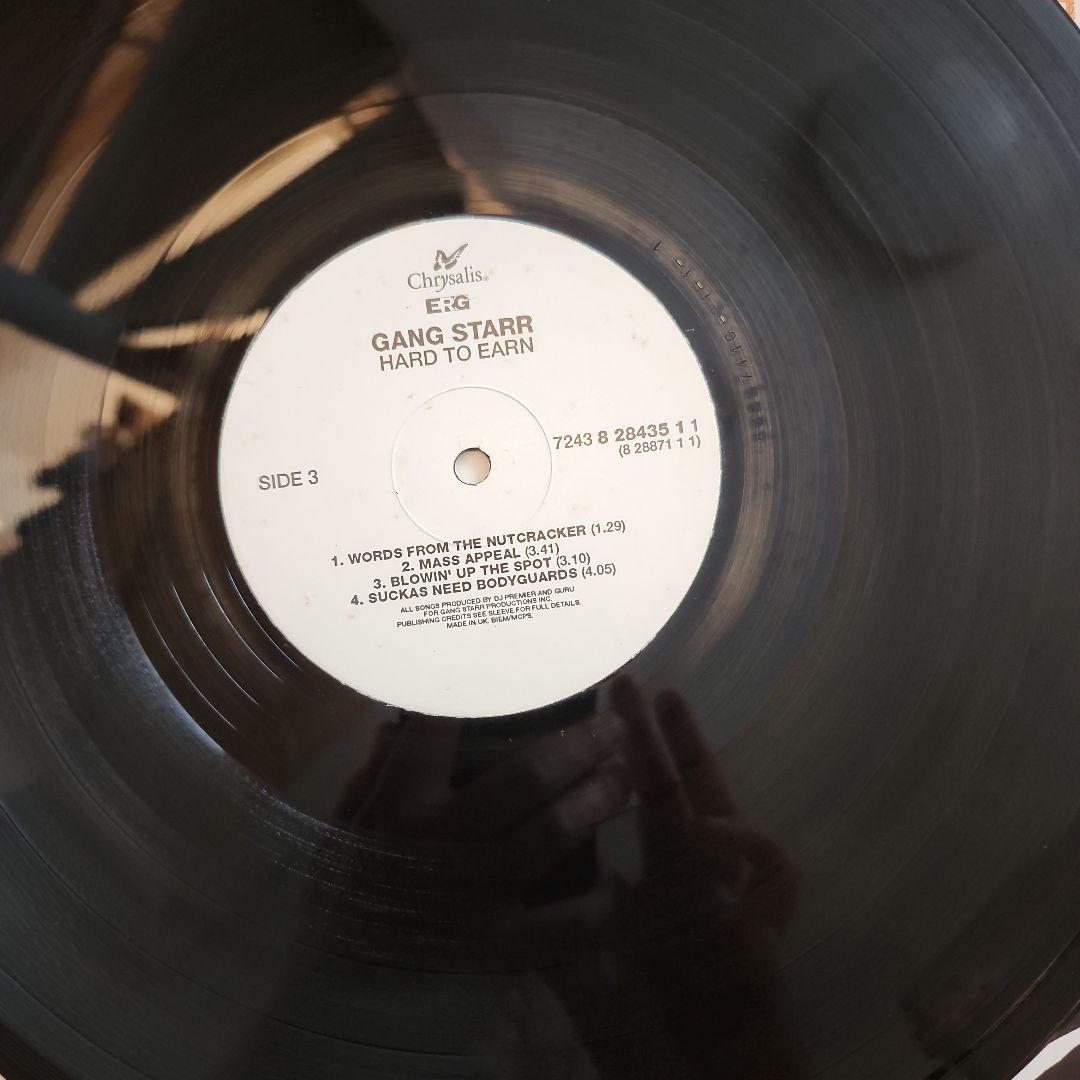 Chrysalis®
ERG
GANG STARR
HARD TO EARN
7243 8 28435 1 1
(8 28871 1 1)
SIDE 3
1. WORDS FROM THE NUTCRACKER (1.29)
2. MASS APPEAL (3.41)
3. BLOWIN' UP THE SPOT (3.10)
4. SUCKAS NEED BODYGUARDS (4.05)
ALL SONGS PRODUCED BY DJ PREMIER AND GURU
FOR GANG STARR PRODUCTIONS INC.
PUBLISHING CREDITS SEE SLEEVE FOR FULL DETAILS.
MADE IN UK. BIEM/MCPS.